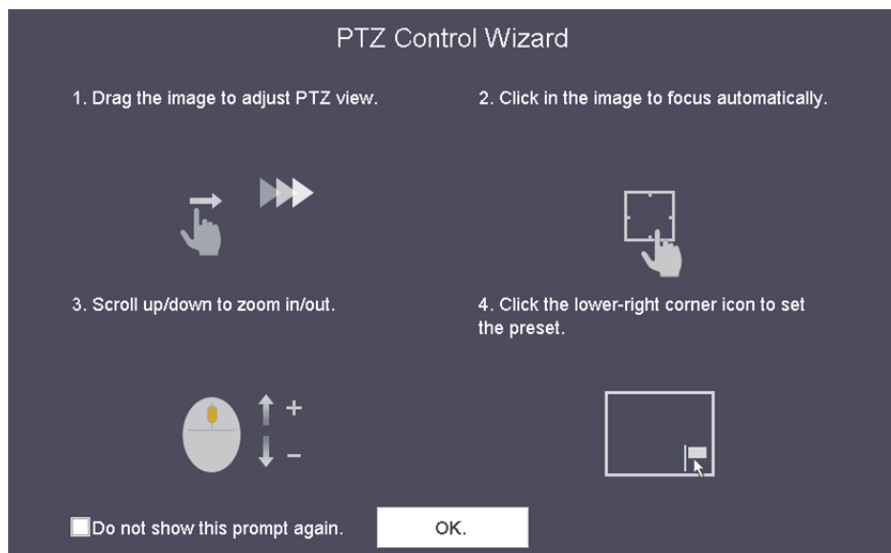 PTZ Control Wizard
1. Drag the image to adjust PTZ view.
2. Click in the image to focus automatically.
3. Scroll up/down to zoom in/out.
4. Click the lower-right corner icon to set
the preset.
+
−
Do not show this prompt again.
OK.